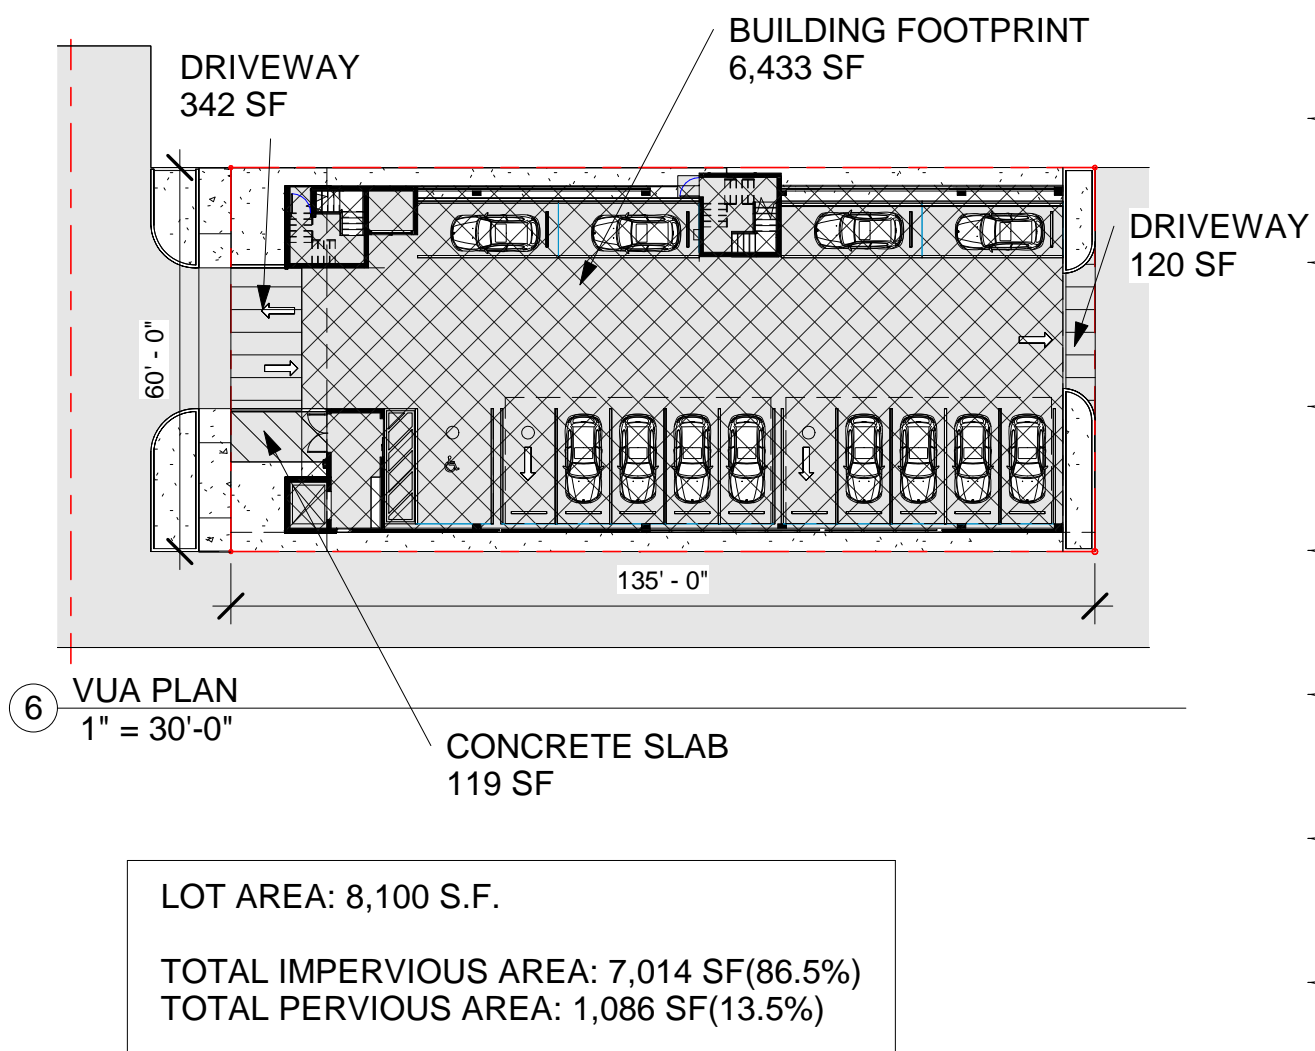 BUILDING FOOTPRINT
6,433 SF
DRIVEWAY
342 SF
DRIVEWAY
120 SF
60' - 0"
135' - 0"
6
VUA PLAN
1" = 30'-0"
CONCRETE SLAB
119 SF
LOT AREA: 8,100 S.F.
TOTAL IMPERVIOUS AREA: 7,014 SF(86.5%)
TOTAL PERVIOUS AREA: 1,086 SF(13.5%)